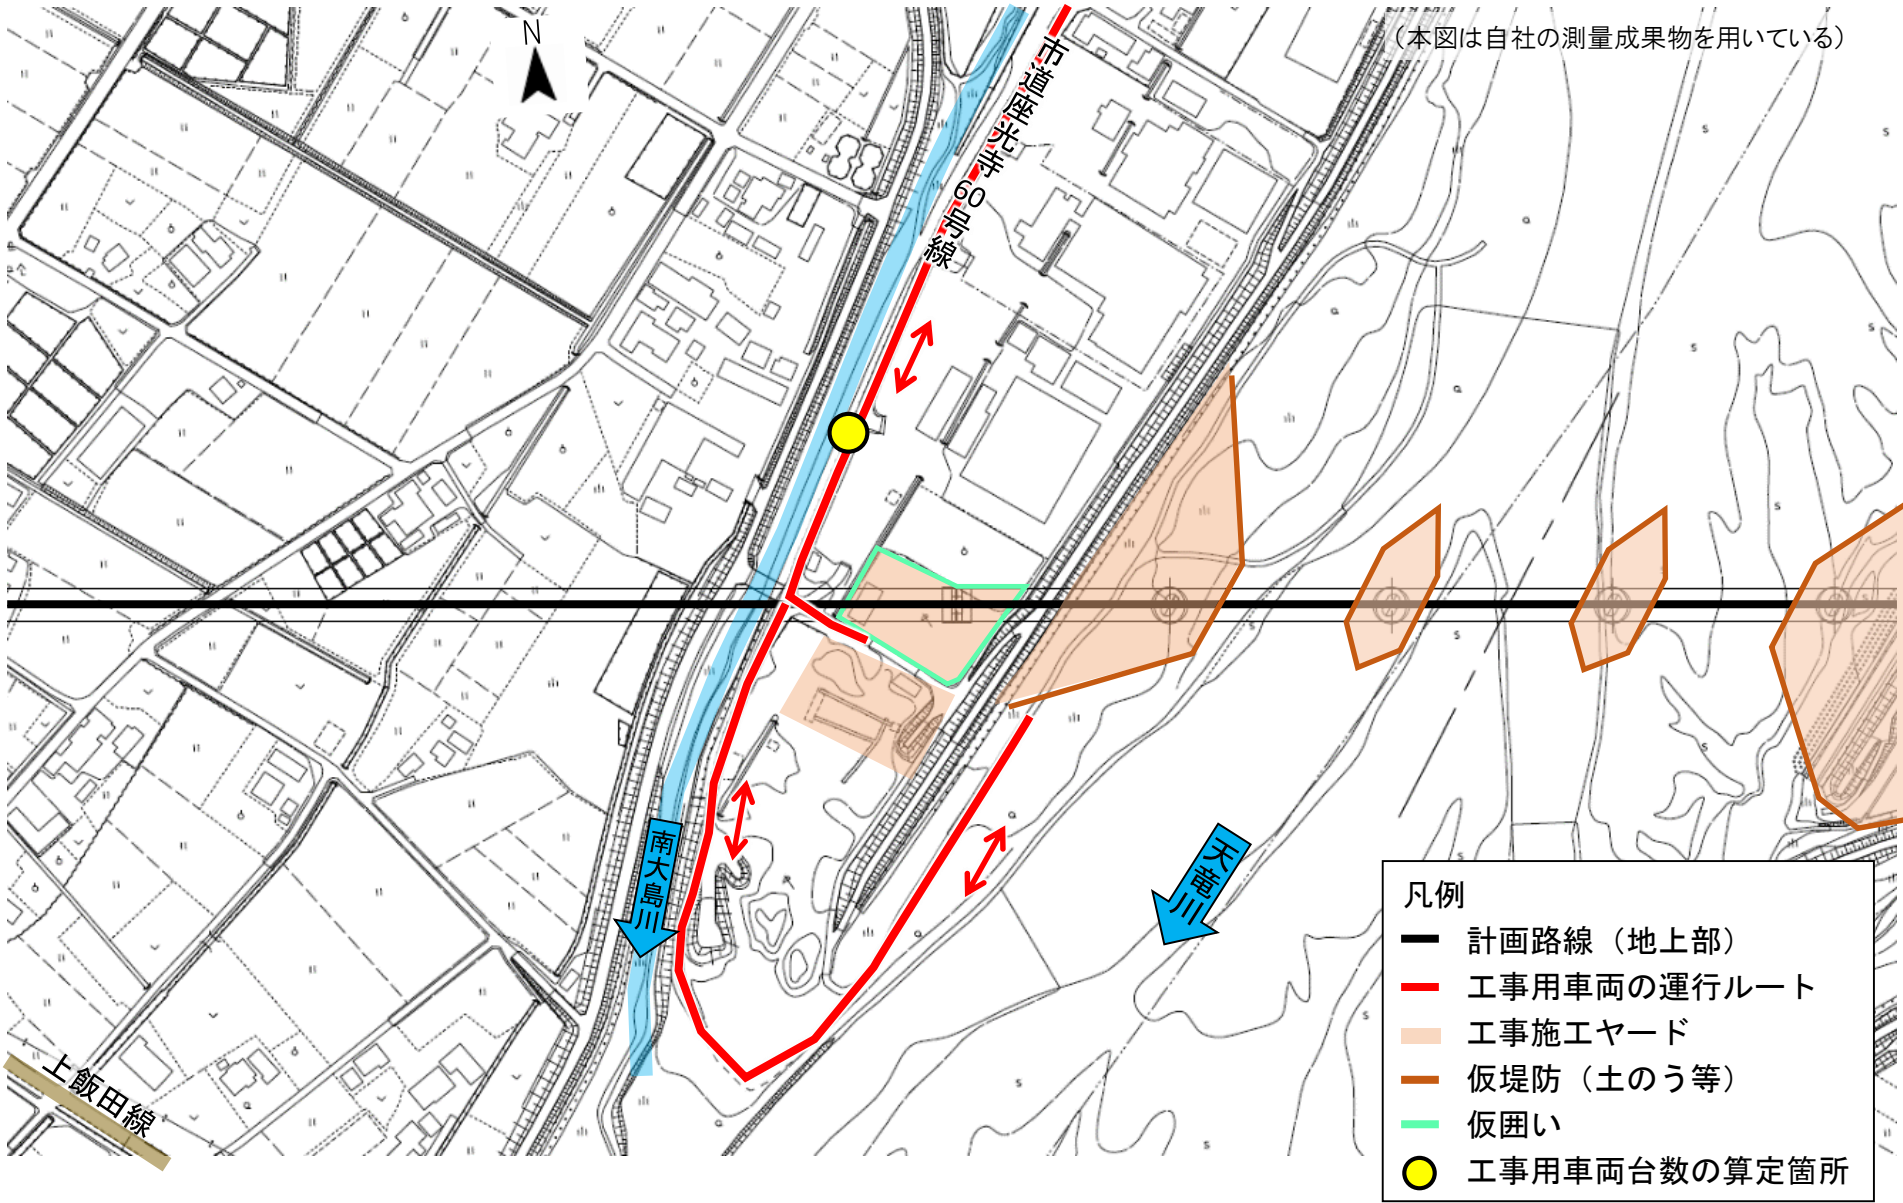 N
(本図は自社の測量成果物を用いている)
市道座光寺60号線
南大島川
天竜川
上飯田線
凡例
計画路線(地上部)
工事用車両の運行ルート
工事施工ヤード
仮堤防(土のう等)
仮囲い
工事用車両台数の算定箇所